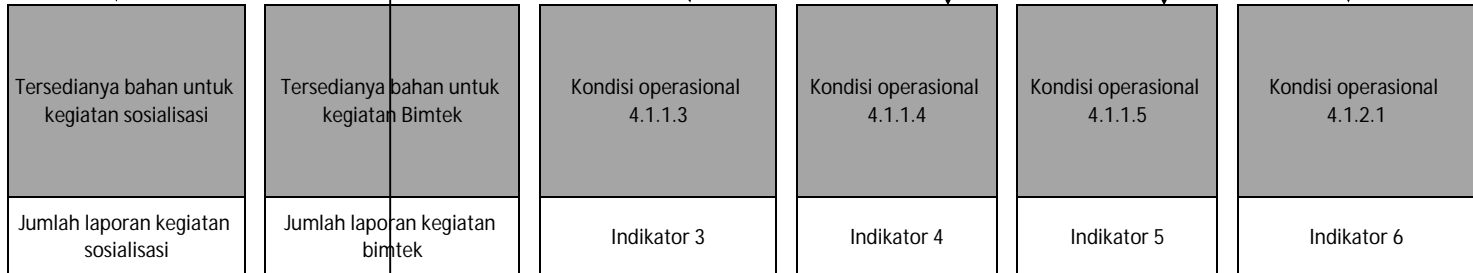 Tersedianya bahan untuk
kegiatan sosialisasi
Jumlah laporan kegiatan
sosialisasi
Tersedianya bahan untuk
kegiatan Bimtek
Jumlah laporan kegiatan
bimtek
Kondisi operasional
4.1.1.3
Indikator 3
Kondisi operasional
4.1.1.4
Indikator 4
Kondisi operasional
4.1.1.5
Indikator 5
Kondisi operasional
4.1.2.1
Indikator 6